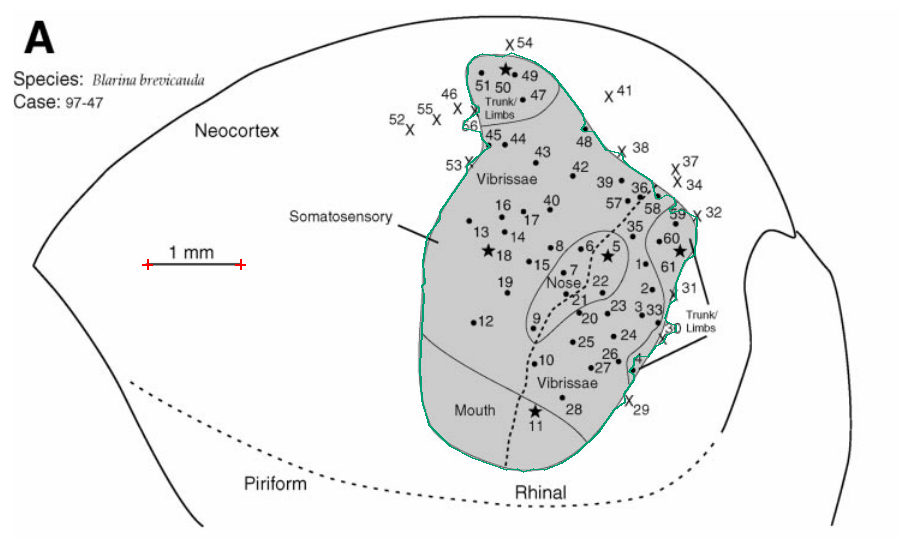 A
54
Species: Blarina brevicauda
Case: 97-47
51 50 49
46 47 41
Trunk/
Limbs
52 55 56
Neocortex
45 44 48
53 43 38
Vibrissae 42 39 36 37
34
57 58
16 17 40
Somatosensory
13 14 35 59 32
60
18 15 8 6 5 61
1 mm
7 1
Nose
19 22 2 31
21
12 9 20 23 3 33
Trunk/
Limbs
30
25 24
10 26 4
27
Vibrissae
Mouth 28 29
11
Piriform
Rhinal